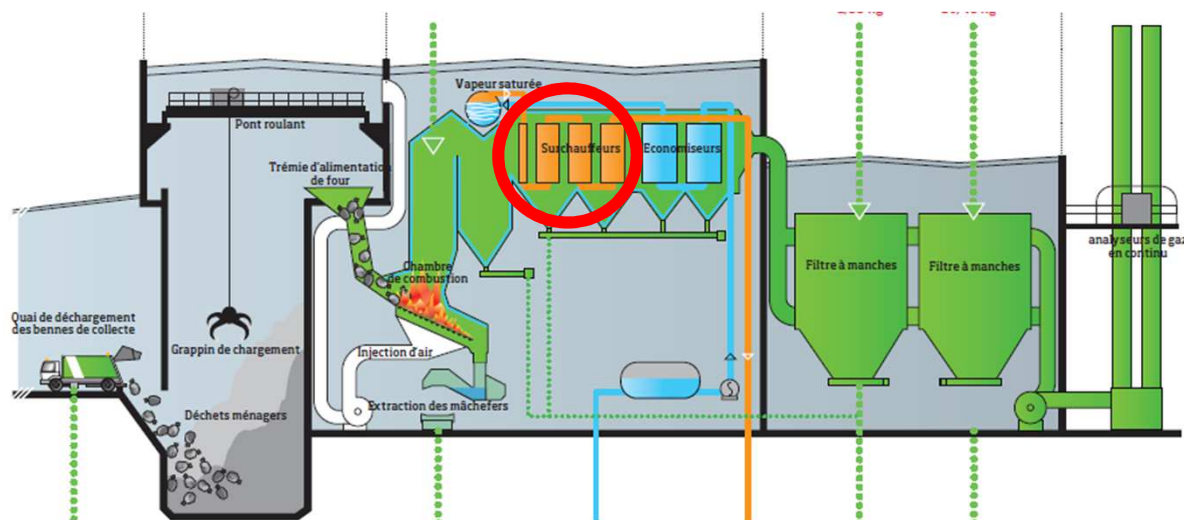 Vapeur saturée
Pont roulant
Surchauffeurs
Economiseurs
Trémie d'alimentation
de four
analyseurs de gaz
en continu
Chambre
de combustion
Filtre à manches
Filtre à manches
Quai de déchargement
des bennes de collecte
Grappin de chargement
Injection d'air
Extraction des mâchefers
Déchets ménagers